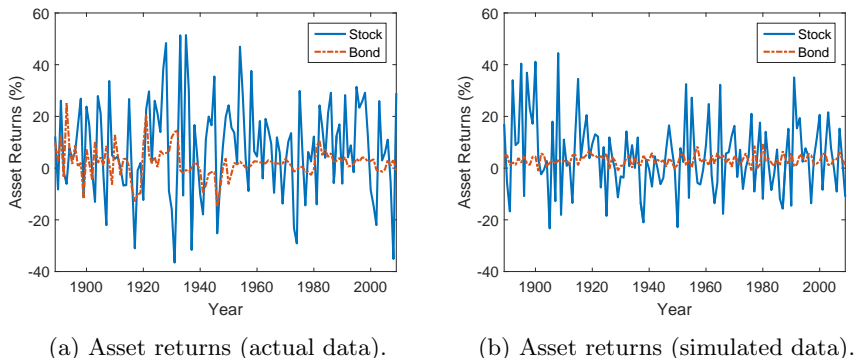 60
40
20
0
-20
-40
Asset Returns (%)
1900
1920
1940
1960
1980
2000
Year
Stock
Bond
(a) Asset returns (actual data).
60
40
20
0
-20
-40
Asset Returns (%)
1900
1920
1940
1960
1980
2000
Year
Stock
Bond
(b) Asset returns (simulated data).